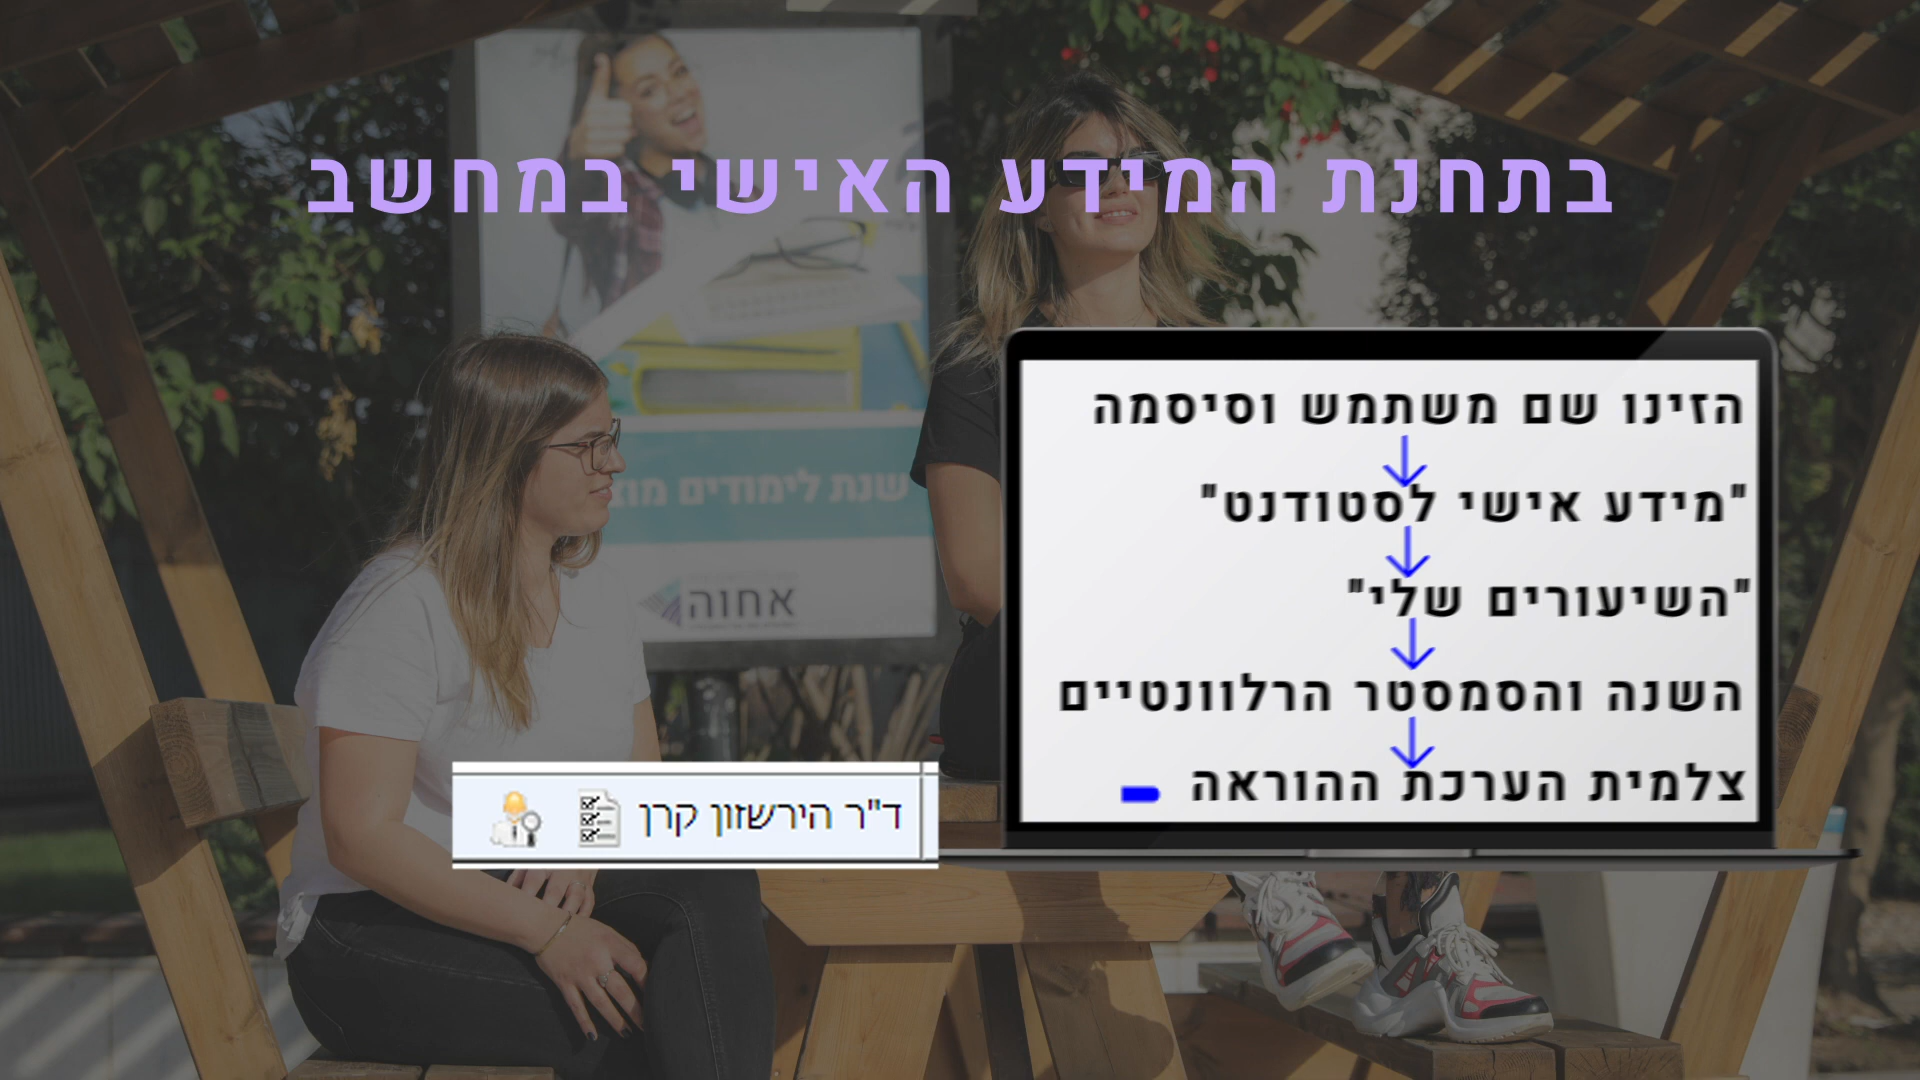 בתחנת המידע האישי במחשב
הזינו שם משתמש וסיסמה
"מידע אישי לסטודנט"
"השיעורים שלי"
השנה והסמסטר הרלוונטיים
צלמית הערכת ההוראה
ד"ר הירשזון קרן
שנת לימודים
אחוה